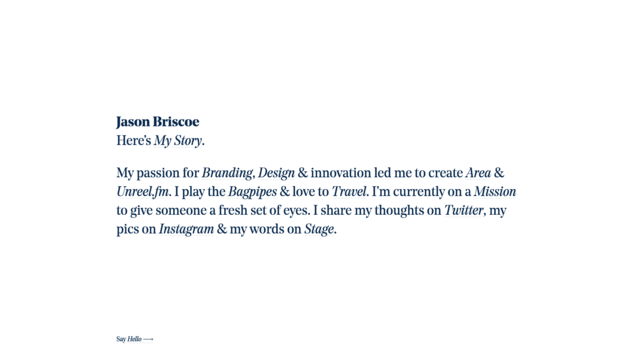 Jason Briscoe
Here's My Story.
My passion for Branding, Design & innovation led me to create Area &
Unreel.fm. I play the Bagpipes & love to Travel. I'm currently on a Mission
to give someone a fresh set of eyes. I share my thoughts on Twitter, my
pics on Instagram & my words on Stage.
Say Hello ⟶